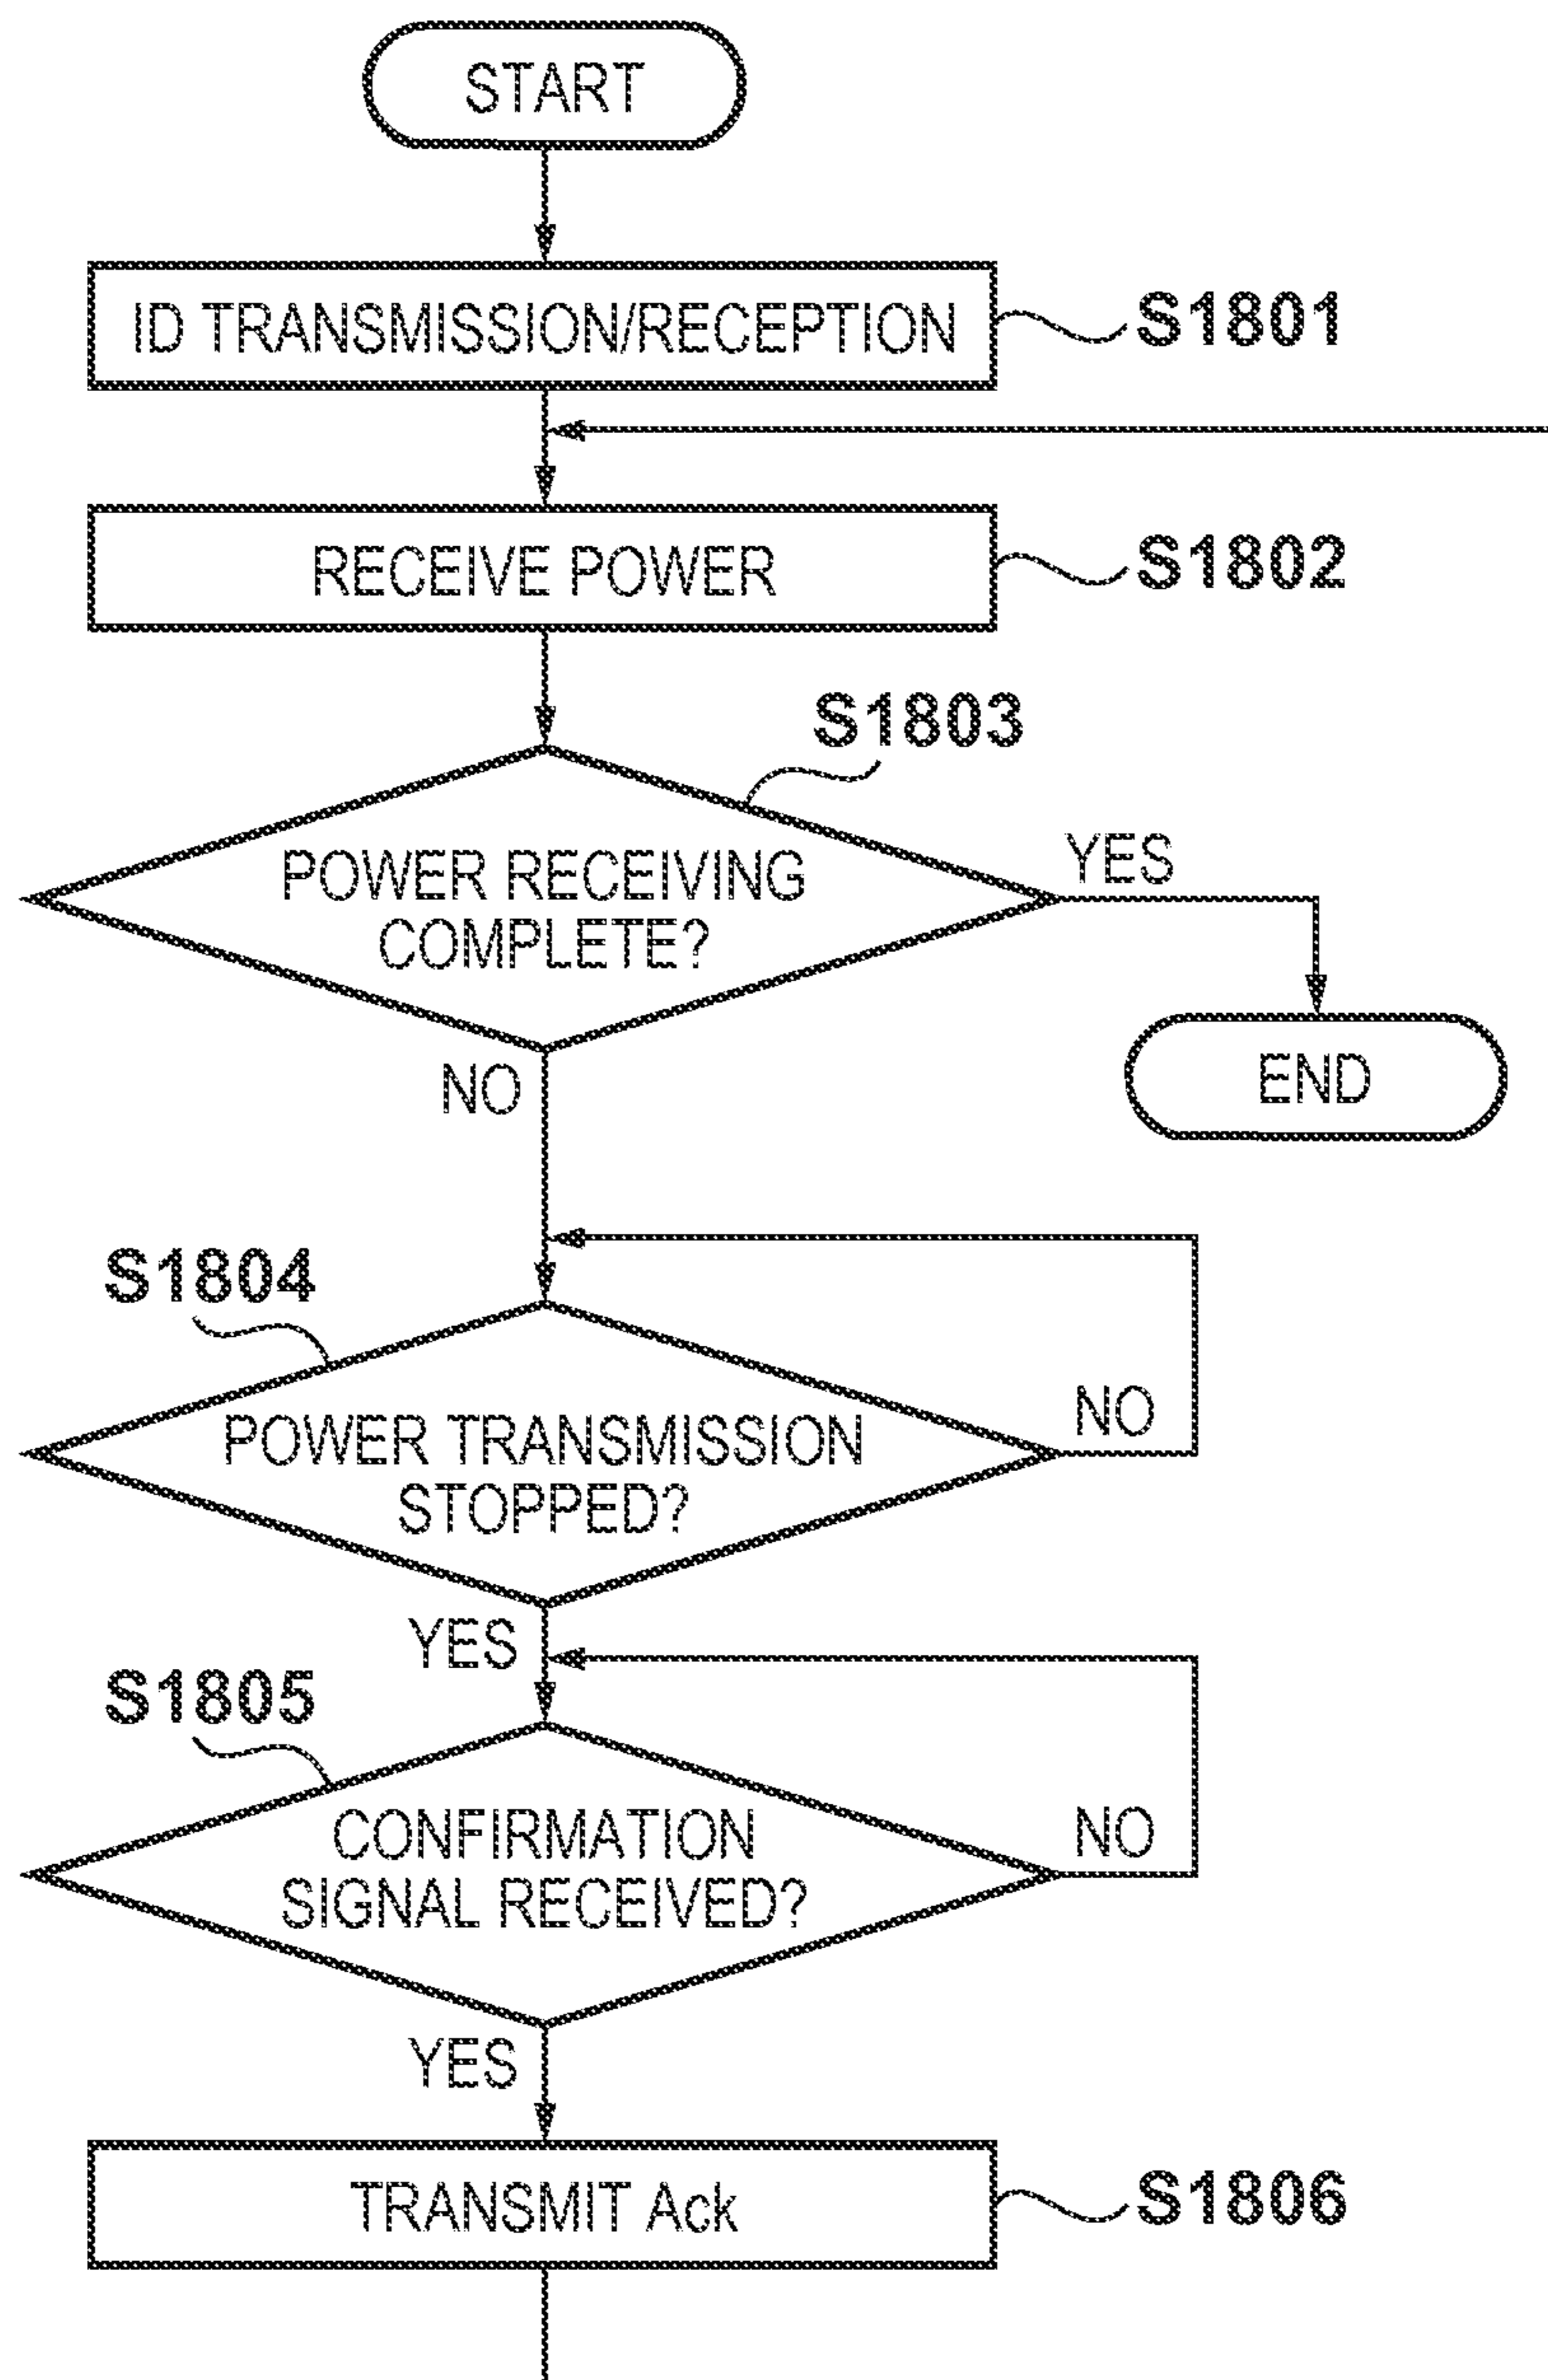 START
ID TRANSMISSION/RECEPTION
S1801
RECEIVE POWER
S1802
S1803
POWER RECEIVING
COMPLETE?
YES
NO
END
S1804
POWER TRANSMISSION
STOPPED?
NO
YES
S1805
CONFIRMATION
SIGNAL RECEIVED?
NO
YES
TRANSMIT Ack
S1806